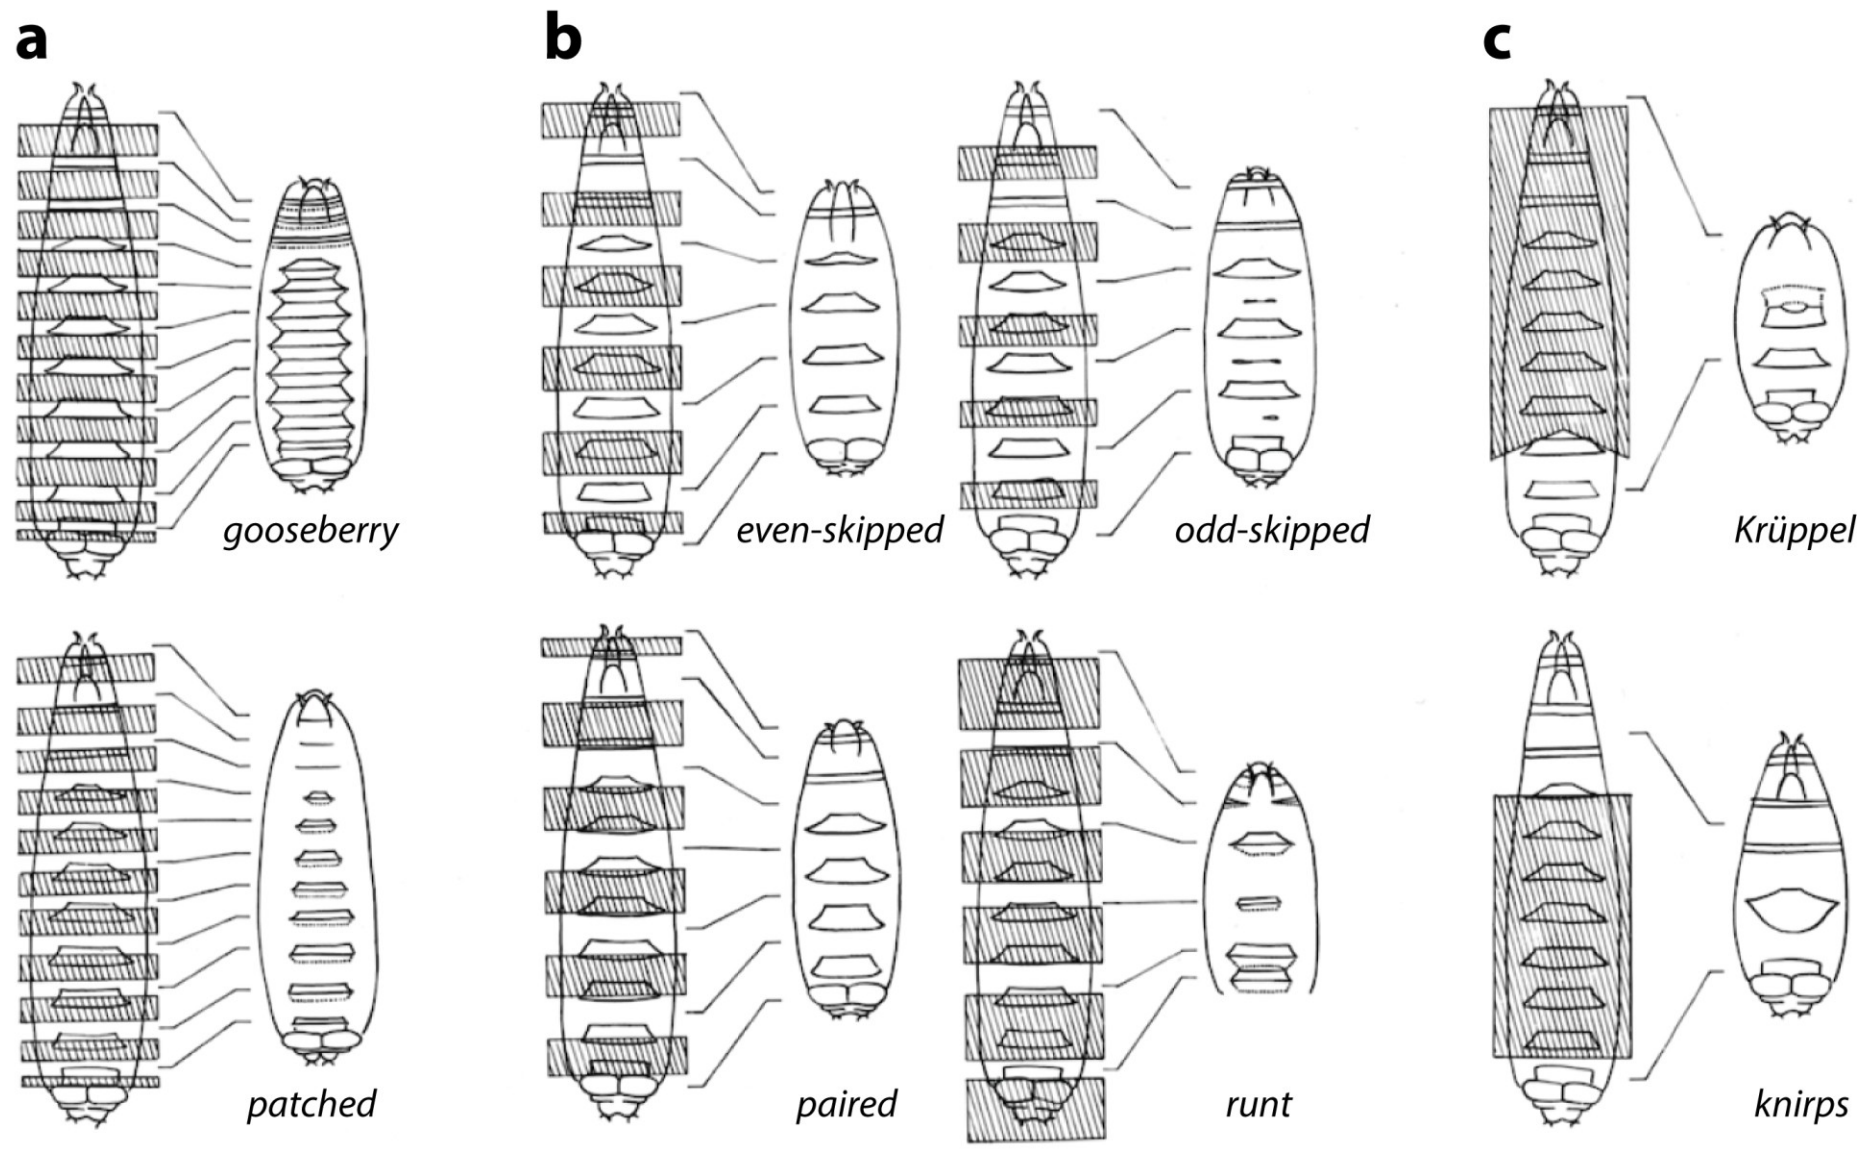 a
b
c
gooseberry
even-skipped
odd-skipped
Krüppel
patched
paired
runt
knirps